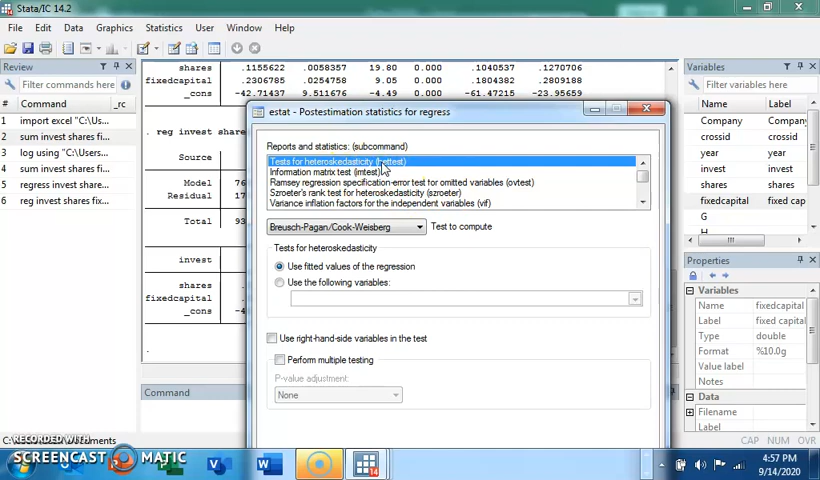 Stata/IC 14.2
File Edit Data Graphics Statistics User Window Help
Review
Filter commands here
# Command _rc
1 import excel "C:\Us...
2 sum invest shares fi...
3 log using "C:\Users...
4 sum invest shares fi...
5 regress invest share...
6 reg invest shares fix...
shares .1155622 .0058357 19.80 0.000 .1040537 .1270706
fixedcapital .2306785 .0254758 9.05 0.000 .1804382 .2809188
_cons -42.71437 9.511676 -4.49 0.000 -61.47215 -23.95659
. reg invest shares
Source
Model 76
Residual 17
Total 93
invest
shares
fixedcapital
_cons -4
.
Command
estat - Postestimation statistics for regress
Reports and statistics: (subcommand)
Tests for heteroskedasticity (hettest)
Information matrix test (imtest)
Ramsey regression specification-error test for omitted variables (ovtest)
Szroeter's rank test for heteroskedasticity (szroeter)
Variance inflation factors for the independent variables (vif)
Breusch-Pagan/Cook-Weisberg Test to compute
Tests for heteroskedasticity
Use fitted values of the regression
Use the following variables:
Use right-hand-side variables in the test
Perform multiple testing
P-value adjustment:
None
Variables
Filter variables here
Name Label
Company Company
crossid crossid
year year
invest invest
shares shares
fixedcapital fixed cap
G G
H H
Properties
Variables
Name fixedcapital
Label fixed capital
Type double
Format %10.0g
Value label
Notes
Data
Filename
Label
CAP NUM OVR
RECORDED WITH
SCREENCAST MATIC
4:57 PM
9/14/2020